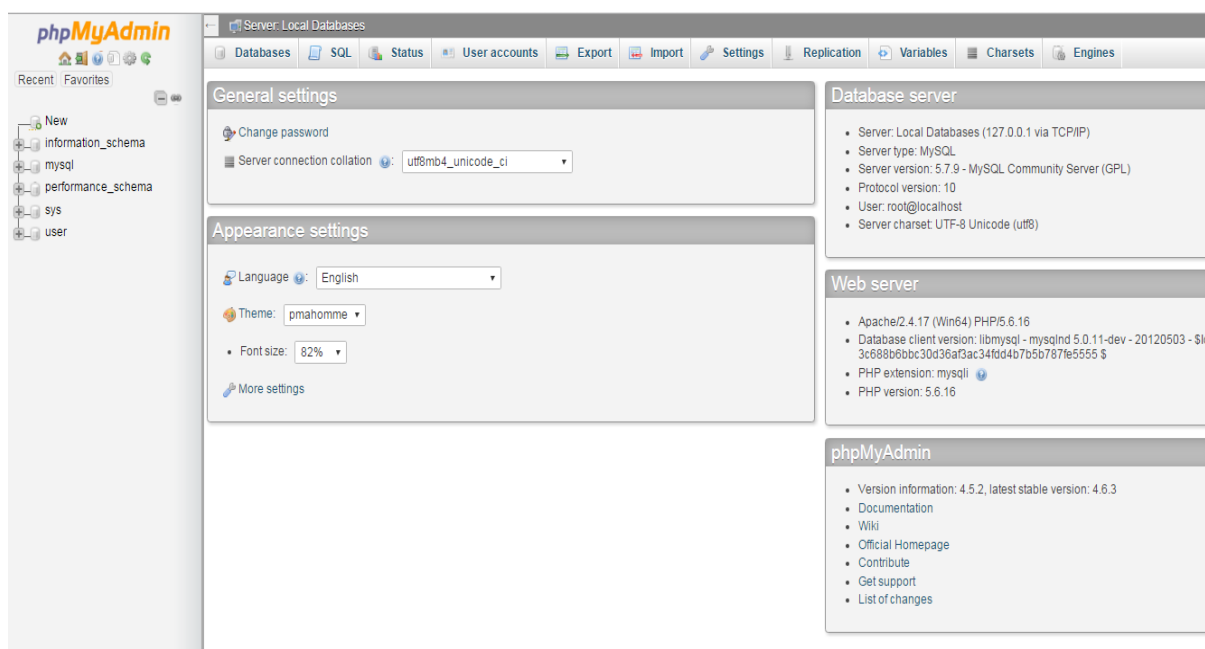 phpMyAdmin
Recent Favorites
New
information_schema
mysql
performance_schema
sys
user
Server: Local Databases
Databases SQL Status User accounts Export Import Settings Replication Variables Charsets Engines
General settings
Change password
Server connection collation : utf8mb4_unicode_ci
Appearance settings
Language : English
Theme: pmahomme
Font size: 82%
More settings
Database server
Server: Local Databases (127.0.0.1 via TCP/IP)
Server type: MySQL
Server version: 5.7.9 - MySQL Community Server (GPL)
Protocol version: 10
User: root@localhost
Server charset: UTF-8 Unicode (utf8)
Web server
Apache/2.4.17 (Win64) PHP/5.6.16
Database client version: libmysql - mysqlnd 5.0.11-dev - 20120503 -
3c688b6bbc30d36af3ac34fdd4b7b5b787fe5555 $
PHP extension: mysqli
PHP version: 5.6.16
phpMyAdmin
Version information: 4.5.2, latest stable version: 4.6.3
Documentation
Wiki
Official Homepage
Contribute
Get support
List of changes